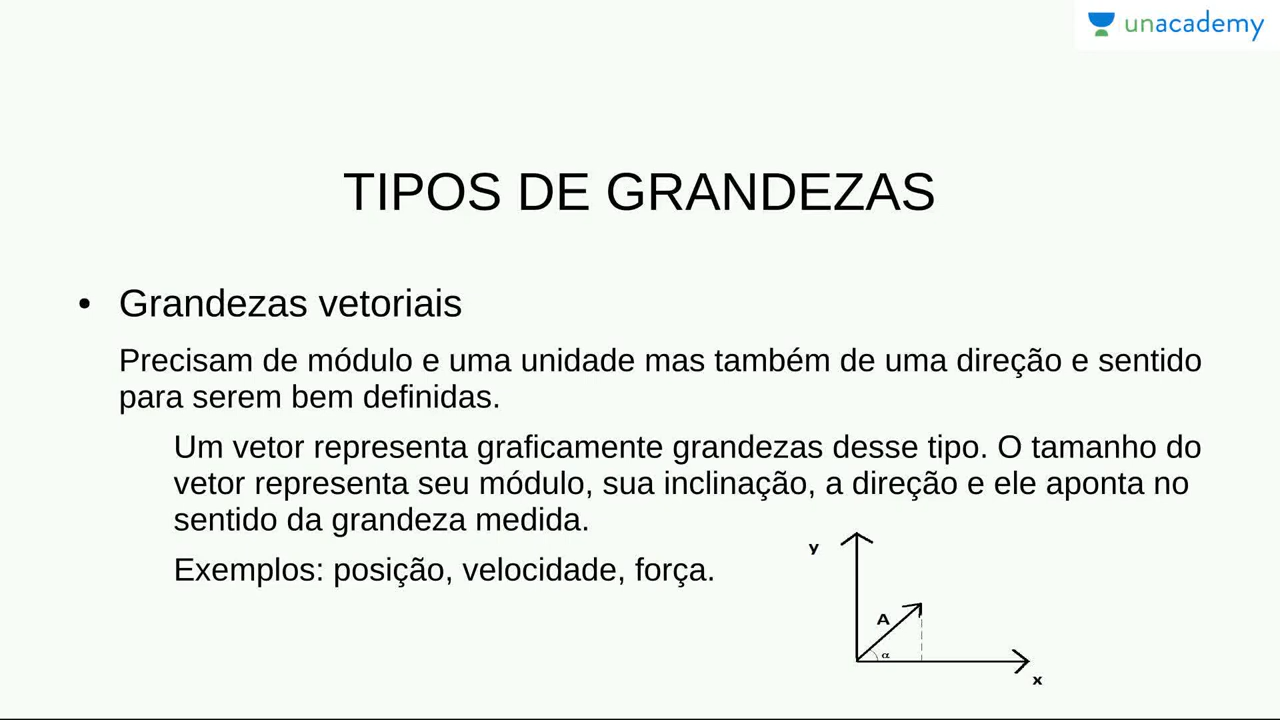 unacademy
TIPOS DE GRANDEZAS
• Grandezas vetoriais
Precisam de módulo e uma unidade mas também de uma direção e sentido
para serem bem definidas.
Um vetor representa graficamente grandezas desse tipo. O tamanho do
vetor representa seu módulo, sua inclinação, a direção e ele aponta no
sentido da grandeza medida.
Exemplos: posição, velocidade, força.
y
A
α
x